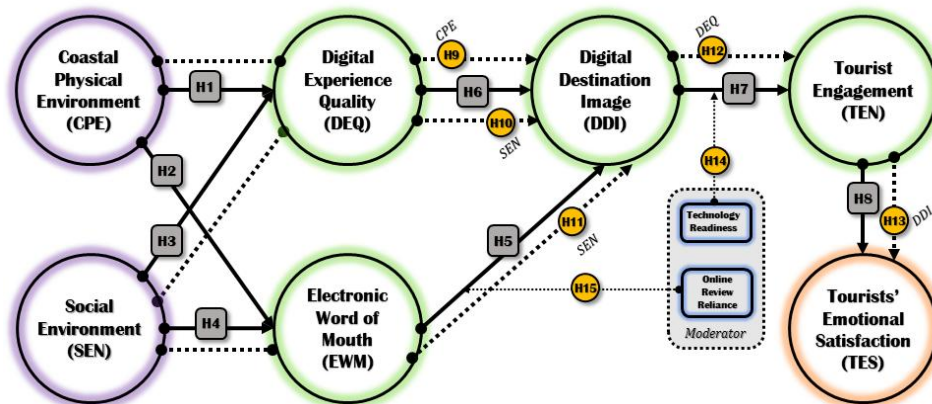 Coastal
Physical
Environment
(CPE)
H1
H2
H3
Social
Environment
(SEN)
H4
Digital
Experience
Quality
(DEQ)
Electronic
Word of
Mouth
(EWM)
CPE
H9
H6
H10
SEN
H5
H11
SEN
H15
Digital
Destination
Image
(DDI)
DEQ
H12
H7
H14
Technology
Readiness
Online
Review
Reliance
Moderator
Tourist
Engagement
(TEN)
H8
H13
DDI
Tourists'
Emotional
Satisfaction
(TES)